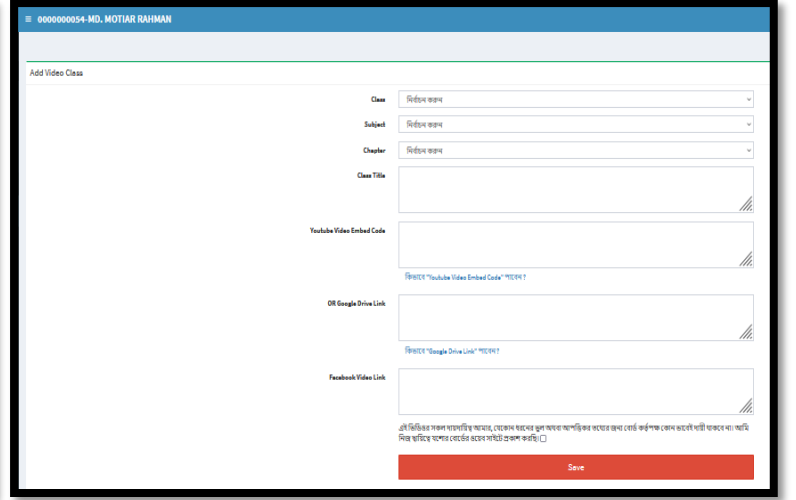 ≡ 0000000054-MD. MOTIAR RAHMAN
Add Video Class
Class নির্বাচন করুন
Subject নির্বাচন করুন
Chapter নির্বাচন করুন
Class Title
Youtube Video Embed Code
কিভাবে "Youtube Video Embed Code" পাবেন ?
OR Google Drive Link
কিভাবে "Google Drive Link" পাবেন ?
Facebook Video Link
এই ভিডিওর সকল দায়দায়িত্ব আমার, যেকোন ধরনের ভুল অথবা আপত্তিকর তথ্যের জন্য বোর্ড কর্তৃপক্ষ কোন ভাবেই দায়ী থাকবে না। আমি
নিজ দ্বায়িত্বে যশোর বোর্ডের ওয়েব সাইটে প্রকাশ করছি।
Save